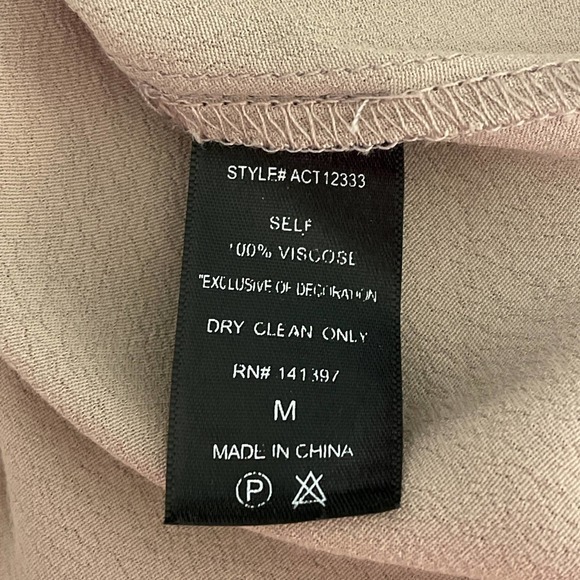 STYLE# ACT12333
SELF
100% VISCOSE
"EXCLUSIVE OF DECORATION
DRY CLEAN ONLY
RN# 141397
M
MADE IN CHINA
P